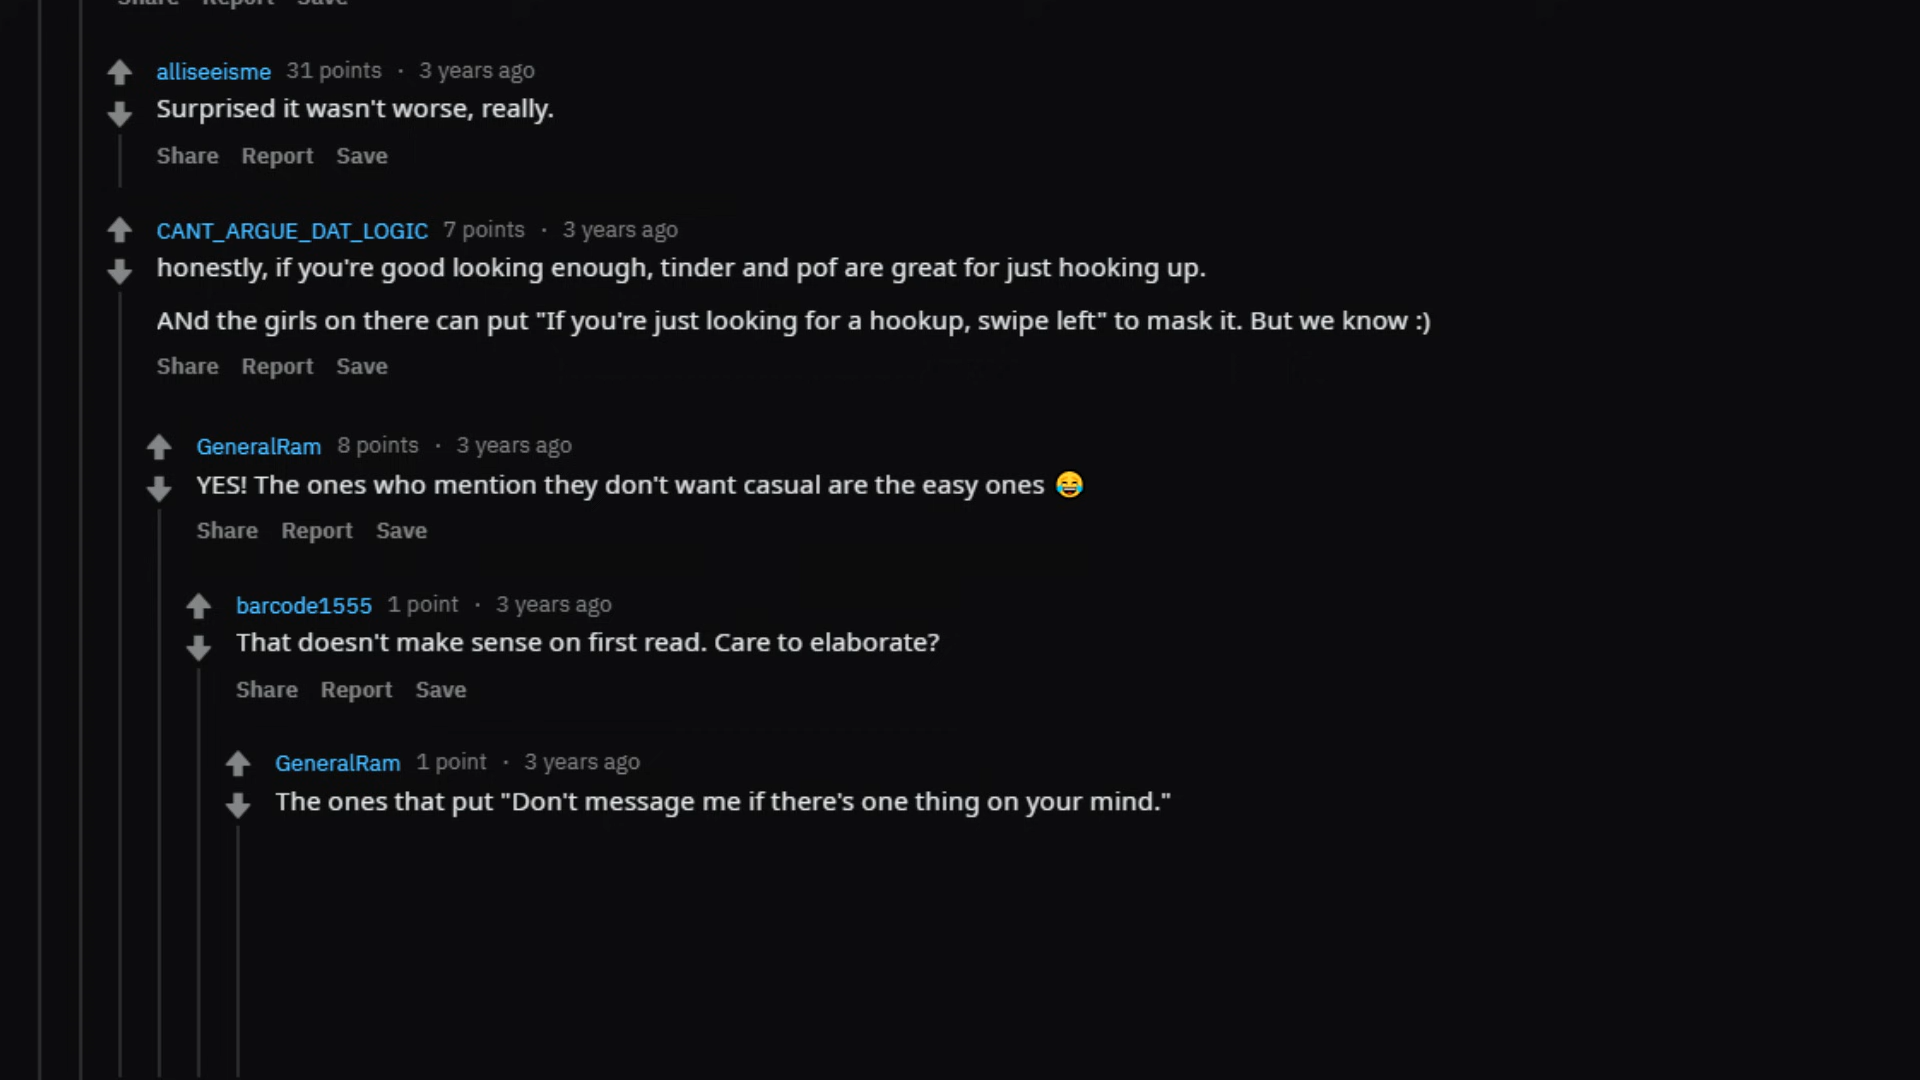 Share Report Save
alliseeisme 31 points · 3 years ago
Surprised it wasn't worse, really.
Share Report Save
CANT_ARGUE_DAT_LOGIC 7 points · 3 years ago
honestly, if you're good looking enough, tinder and pof are great for just hooking up.
ANd the girls on there can put "If you're just looking for a hookup, swipe left" to mask it. But we know :)
Share Report Save
GeneralRam 8 points · 3 years ago
YES! The ones who mention they don't want casual are the easy ones 😂
Share Report Save
barcode1555 1 point · 3 years ago
That doesn't make sense on first read. Care to elaborate?
Share Report Save
GeneralRam 1 point · 3 years ago
The ones that put "Don't message me if there's one thing on your mind."